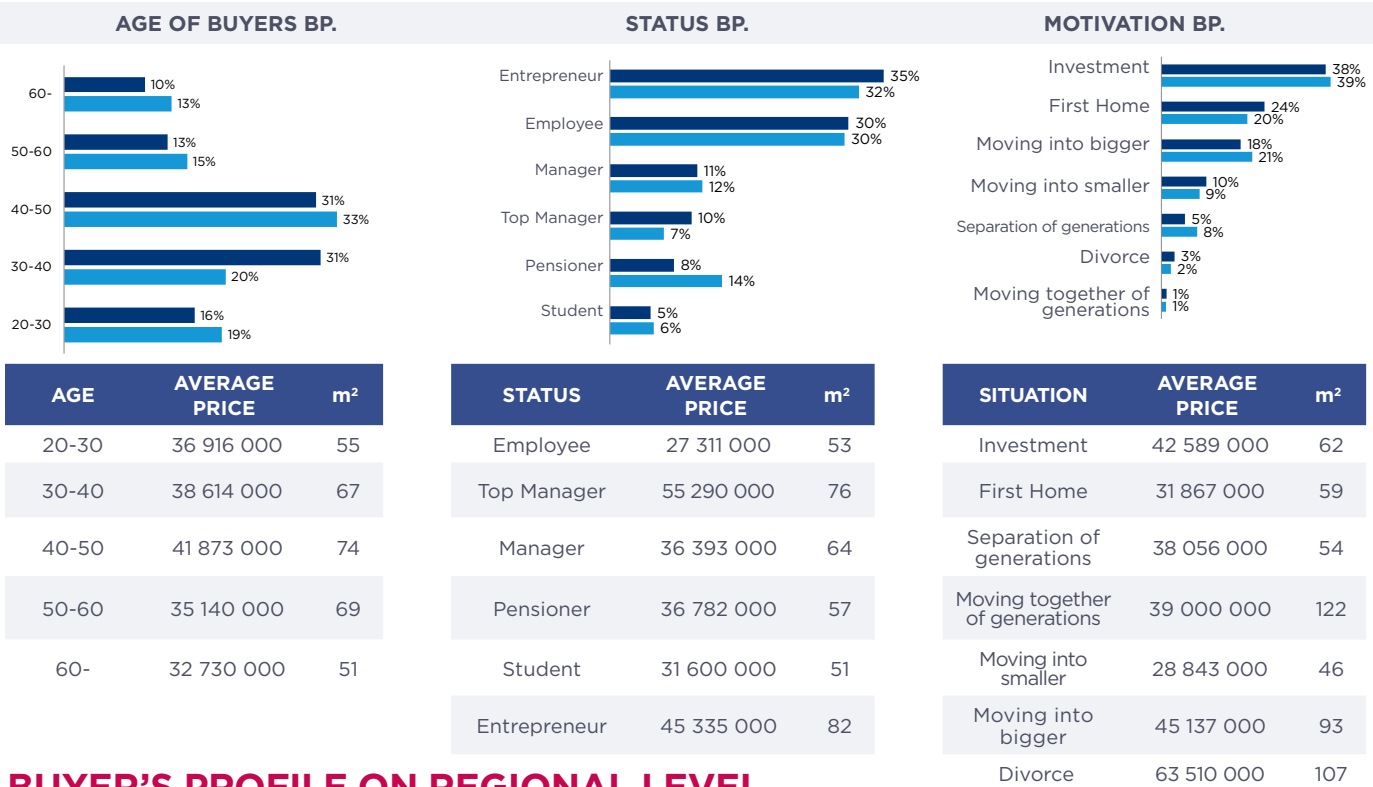 AGE OF BUYERS BP.
60-
10%
13%
50-60
13%
15%
40-50
31%
33%
30-40
31%
20%
20-30
16%
19%
AGE AVERAGE PRICE m²
20-30 36 916 000 55
30-40 38 614 000 67
40-50 41 873 000 74
50-60 35 140 000 69
60- 32 730 000 51
STATUS BP.
Entrepreneur
35%
32%
Employee
30%
30%
Manager
11%
12%
Top Manager
10%
7%
Pensioner
8%
14%
Student
5%
6%
STATUS AVERAGE PRICE m²
Employee 27 311 000 53
Top Manager 55 290 000 76
Manager 36 393 000 64
Pensioner 36 782 000 57
Student 31 600 000 51
Entrepreneur 45 335 000 82
MOTIVATION BP.
Investment
38%
39%
First Home
24%
20%
Moving into bigger
18%
21%
Moving into smaller
10%
9%
Separation of generations
5%
8%
Divorce
3%
2%
Moving together of
generations
1%
1%
SITUATION AVERAGE PRICE m²
Investment 42 589 000 62
First Home 31 867 000 59
Separation of
generations 38 056 000 54
Moving together
of generations 39 000 000 122
Moving into
smaller 28 843 000 46
Moving into
bigger 45 137 000 93
Divorce 63 510 000 107
BUYER'S PROFILE ON REGIONAL LEVEL